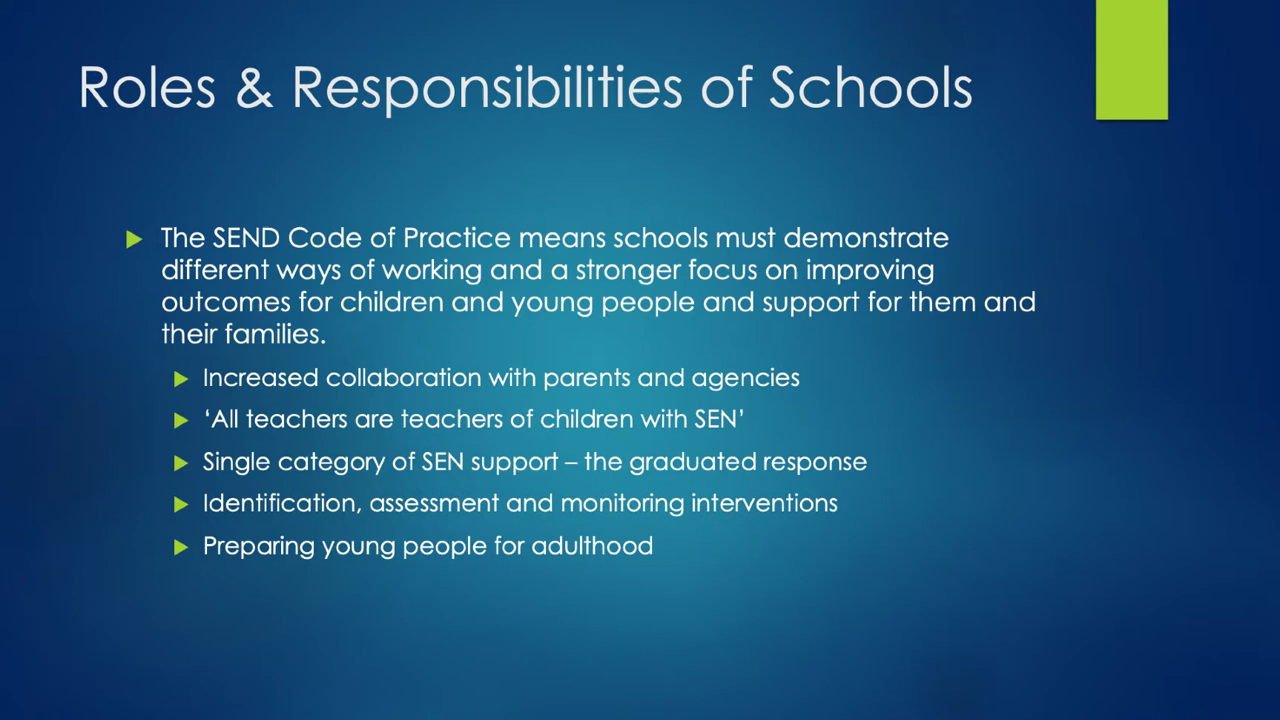 Roles & Responsibilities of Schools
The SEND Code of Practice means schools must demonstrate
different ways of working and a stronger focus on improving
outcomes for children and young people and support for them and
their families.
Increased collaboration with parents and agencies
‘All teachers are teachers of children with SEN’
Single category of SEN support – the graduated response
Identification, assessment and monitoring interventions
Preparing young people for adulthood